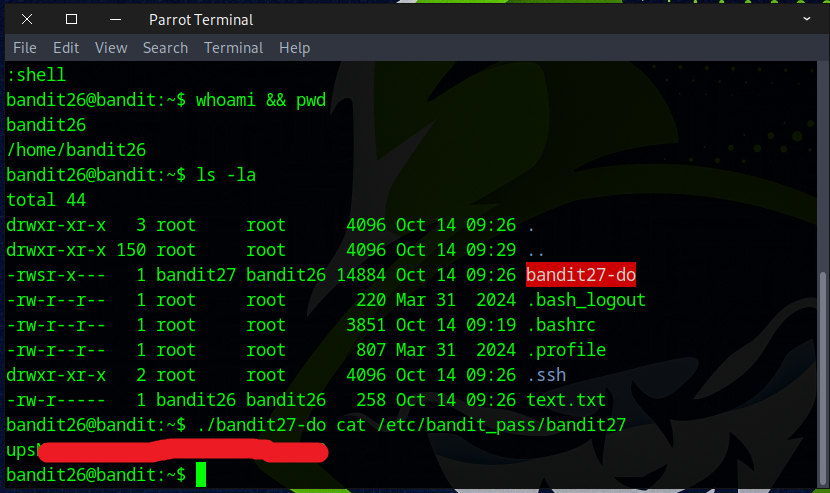 Parrot Terminal
File Edit View Search Terminal Help
:shell
bandit26@bandit:~$ whoami && pwd
bandit26
/home/bandit26
bandit26@bandit:~$ ls -la
total 44
drwxr-xr-x   3 root     root      4096 Oct 14 09:26 .
drwxr-xr-x 150 root     root      4096 Oct 14 09:29 ..
-rwsr-x---   1 bandit27 bandit26 14884 Oct 14 09:26 bandit27-do
-rw-r--r--   1 root     root       220 Mar 31  2024 .bash_logout
-rw-r--r--   1 root     root      3851 Oct 14 09:19 .bashrc
-rw-r--r--   1 root     root       807 Mar 31  2024 .profile
drwxr-xr-x   2 root     root      4096 Oct 14 09:26 .ssh
-rw-r-----   1 bandit26 bandit26   258 Oct 14 09:26 text.txt
bandit26@bandit:~$ ./bandit27-do cat /etc/bandit_pass/bandit27
ups
bandit26@bandit:~$